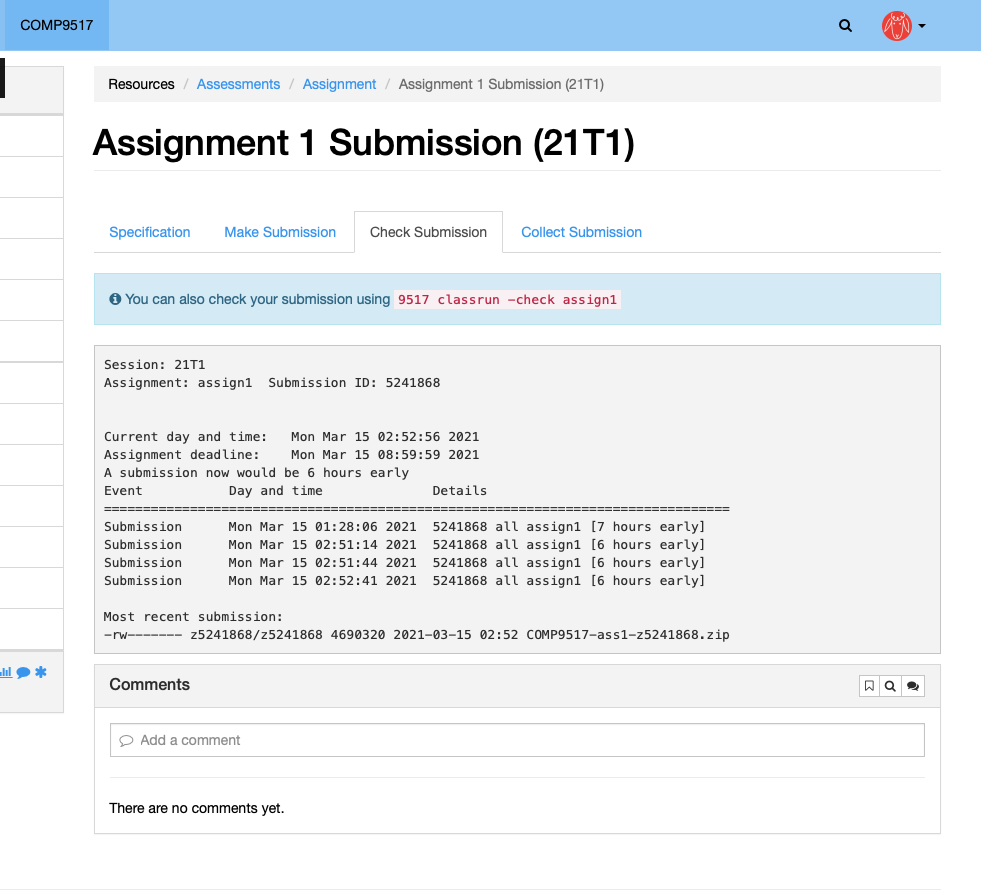 COMP9517
Resources / Assessments / Assignment / Assignment 1 Submission (21T1)
Assignment 1 Submission (21T1)
Specification Make Submission Check Submission Collect Submission
You can also check your submission using 9517 classrun -check assign1
Session: 21T1
Assignment: assign1  Submission ID: 5241868
Current day and time:   Mon Mar 15 02:52:56 2021
Assignment deadline:    Mon Mar 15 08:59:59 2021
A submission now would be 6 hours early
Event           Day and time              Details
================================================================================
Submission      Mon Mar 15 01:28:06 2021  5241868 all assign1 [7 hours early]
Submission      Mon Mar 15 02:51:14 2021  5241868 all assign1 [6 hours early]
Submission      Mon Mar 15 02:51:44 2021  5241868 all assign1 [6 hours early]
Submission      Mon Mar 15 02:52:41 2021  5241868 all assign1 [6 hours early]
Most recent submission:
-rw------- z5241868/z5241868 4690320 2021-03-15 02:52 COMP9517-ass1-z5241868.zip
Comments
Add a comment
There are no comments yet.